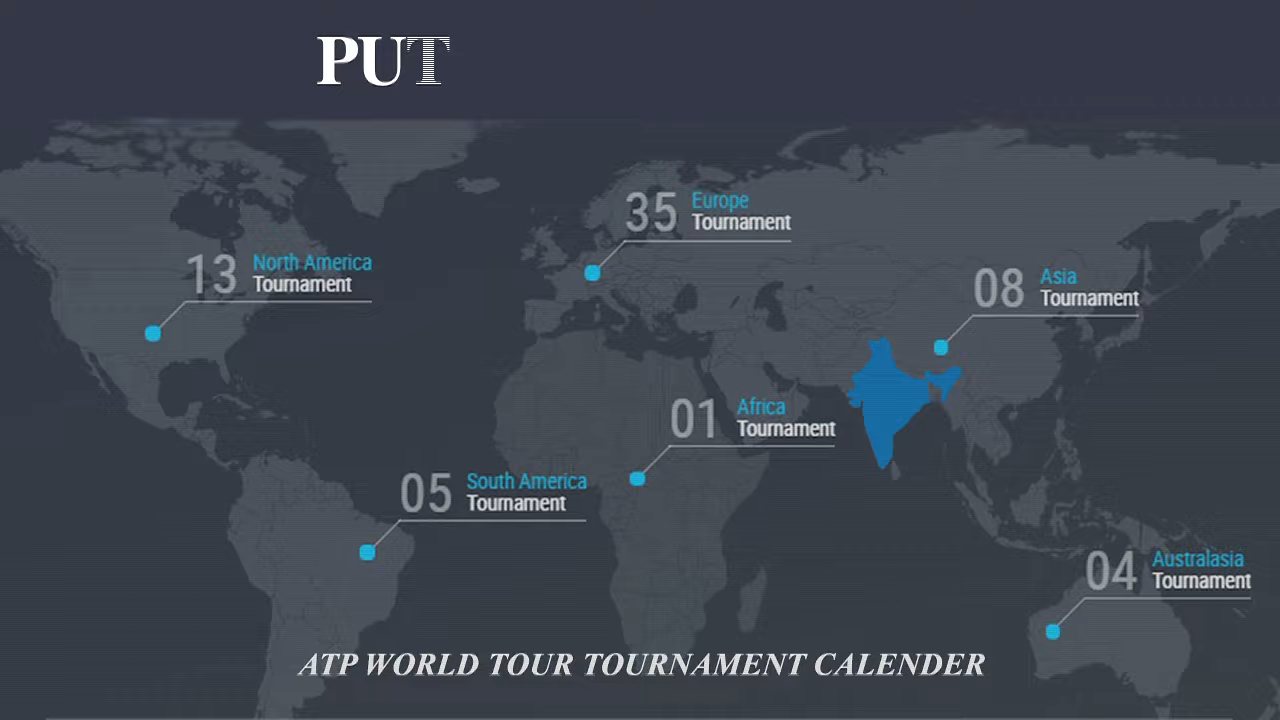 PUT
35 Europe
Tournament
13 North America
Tournament
08 Asia
Tournament
01 Africa
Tournament
05 South America
Tournament
04 Australasia
Tournament
ATP WORLD TOUR TOURNAMENT CALENDER